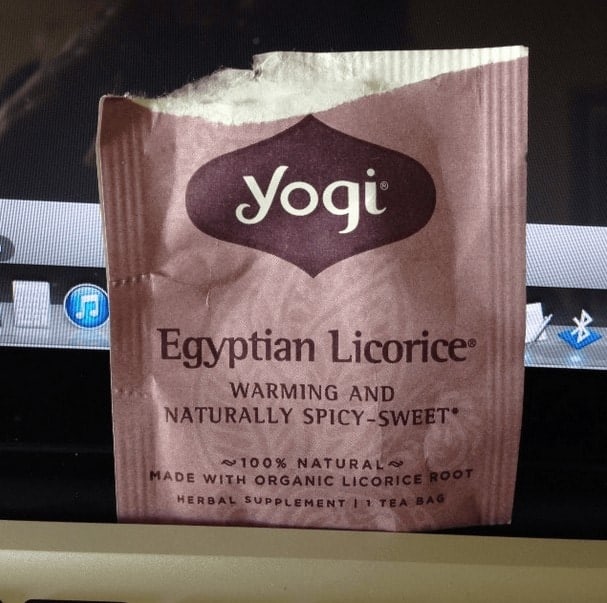 yogi®
Egyptian Licorice®
WARMING AND
NATURALLY SPICY-SWEET*
~100% NATURAL~
MADE WITH ORGANIC LICORICE ROOT
HERBAL SUPPLEMENT | 1 TEA BAG